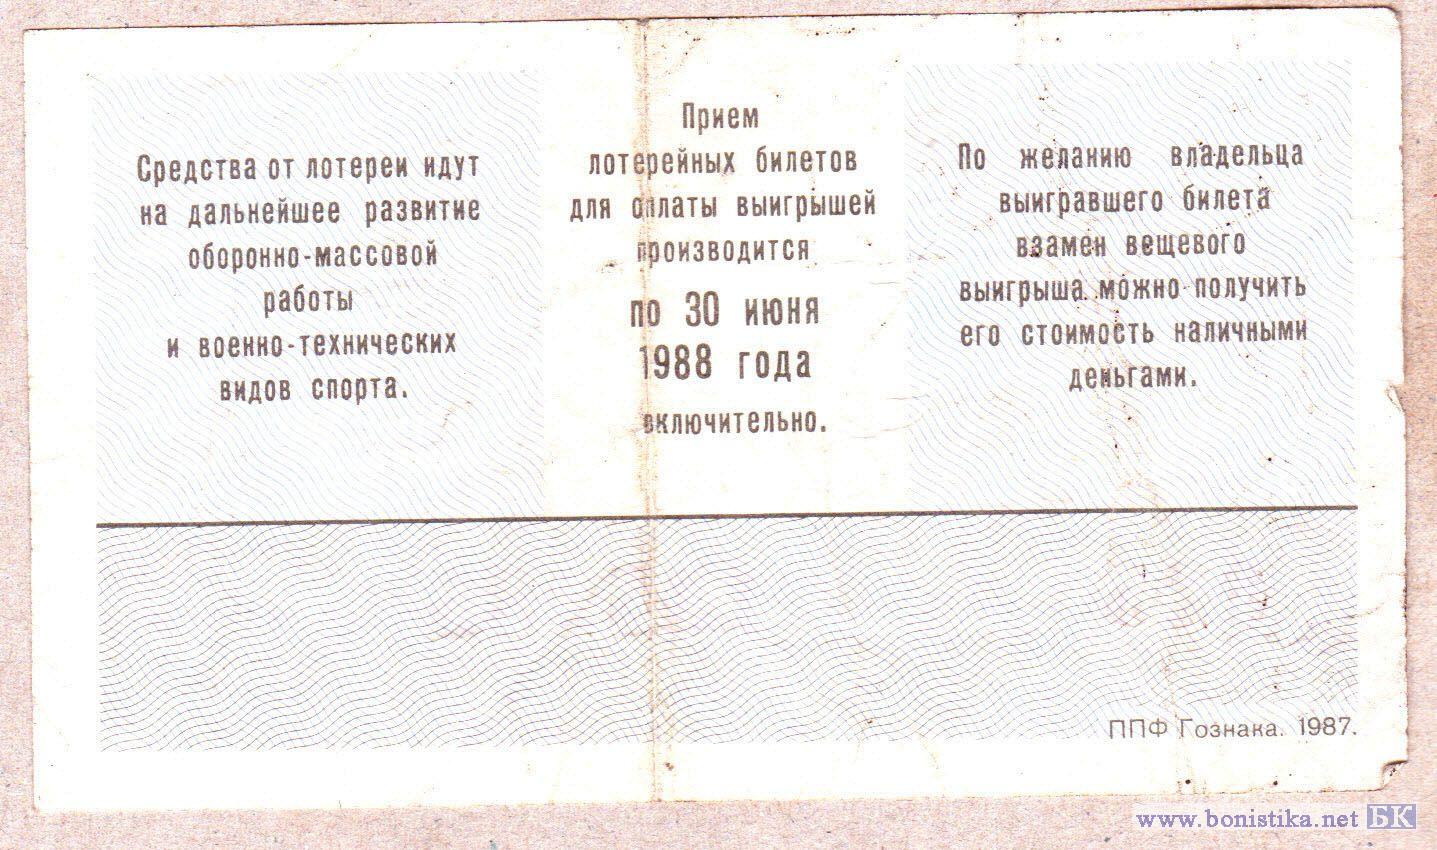 Средства от лотереи идут
на дальнейшее развитие
оборонно-массовой
работы
и военно-технических
видов спорта.
Прием
лотерейных билетов
для оплаты выигрышей
производится
по 30 июня
1988 года
включительно.
По желанию владельца
выигравшего билета
взамен вещевого
выигрыша можно получить
его стоимость наличными
деньгами.
ППФ Гознака. 1987.
www.bonistika.net БК